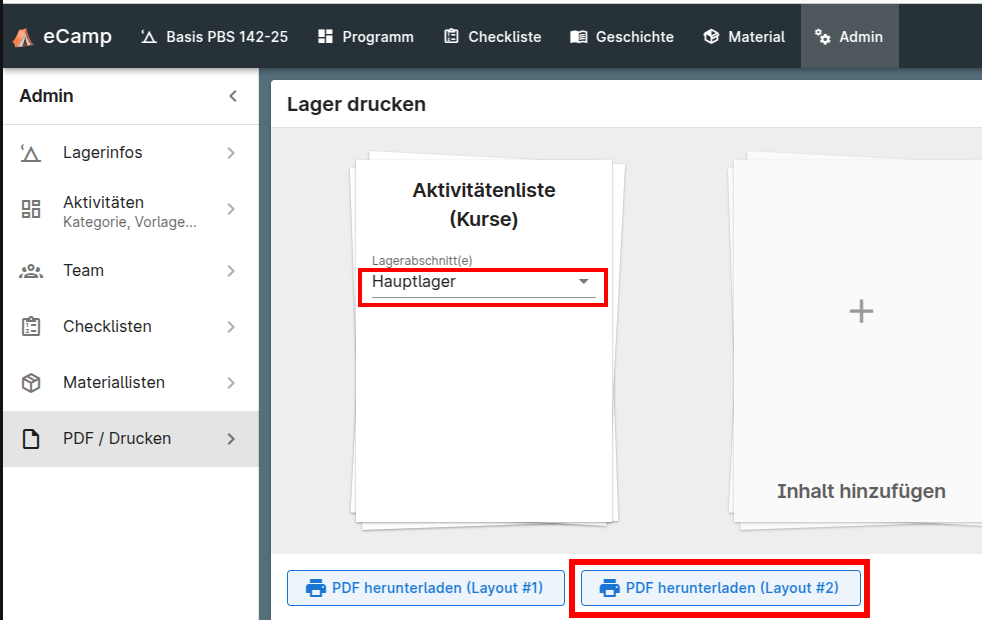 eCamp
Basis PBS 142-25
Programm
Checkliste
Geschichte
Material
Admin
Admin
Lagerinfos
Aktivitäten
Kategorie, Vorlage...
Team
Checklisten
Materiallisten
PDF / Drucken
Lager drucken
Aktivitätenliste
(Kurse)
Lagerabschnitt(e)
Hauptlager
Inhalt hinzufügen
PDF herunterladen (Layout #1)
PDF herunterladen (Layout #2)